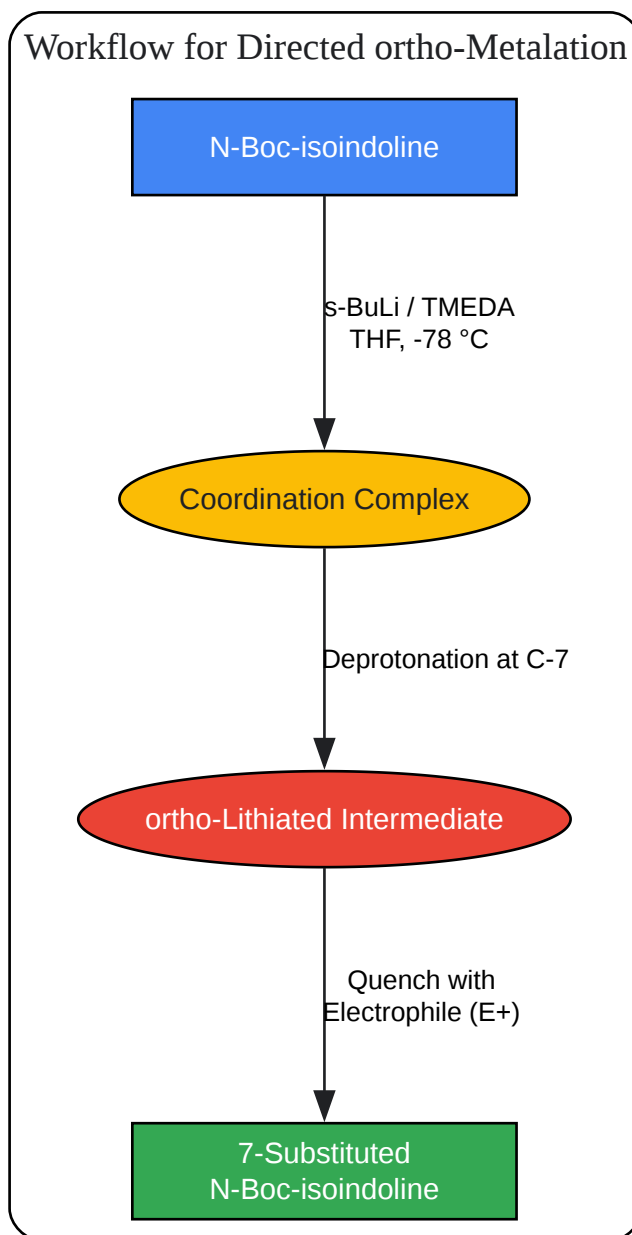 Workflow for Directed ortho-Metalation
N-Boc-isoindoline
s-BuLi / TMEDA
THF, -78 °C
Coordination Complex
Deprotonation at C-7
ortho-Lithiated Intermediate
Quench with
Electrophile (E+)
7-Substituted
N-Boc-isoindoline